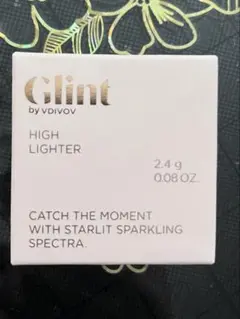 Glint
by VDIVOV
HIGH
LIGHTER
2.4 g
0.08 OZ.
CATCH THE MOMENT
WITH STARLIT SPARKLING
SPECTRA.